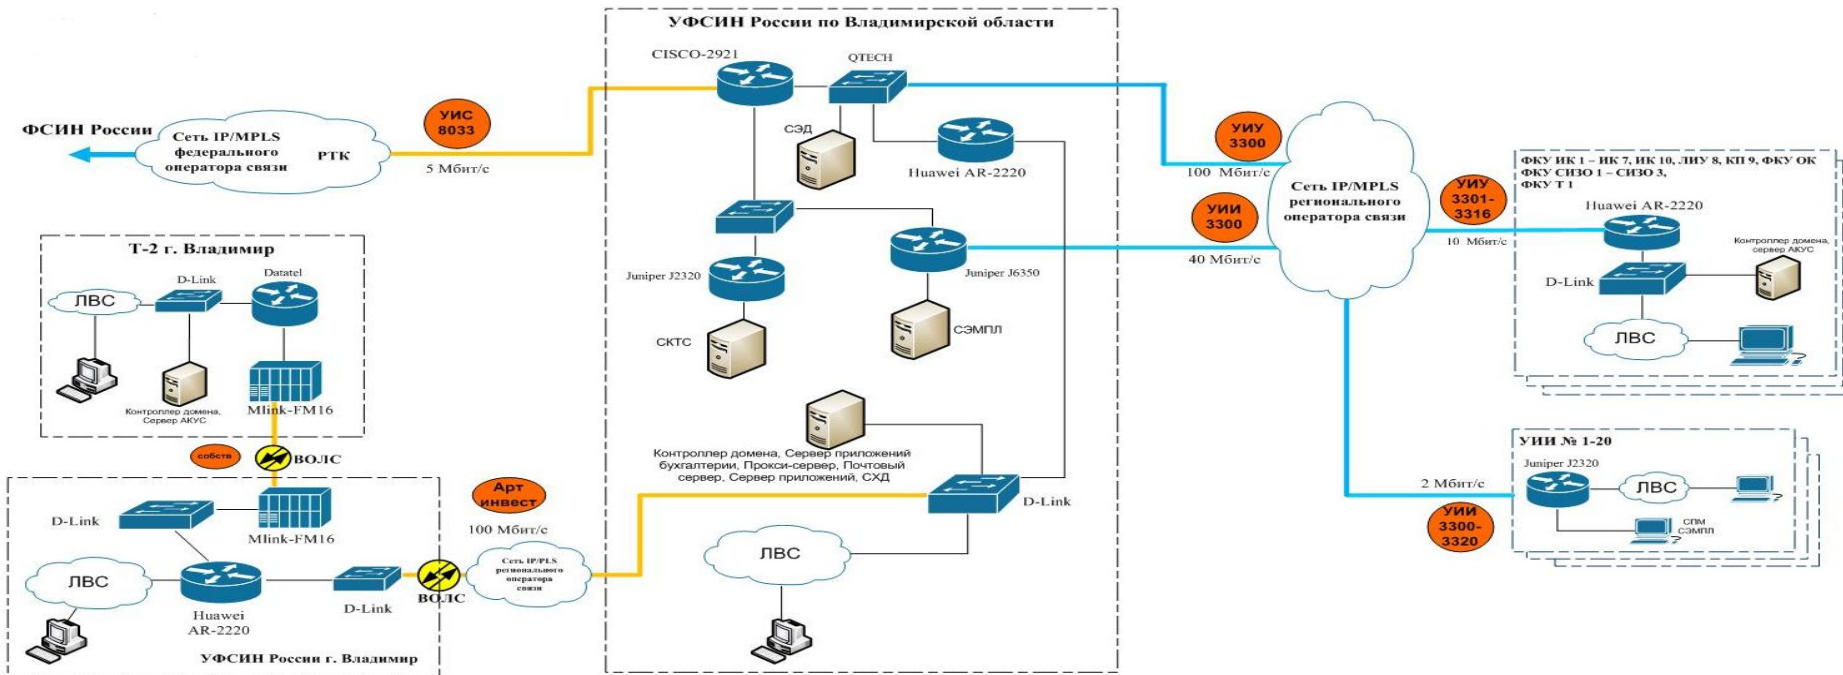 УФСИН России по Владимирской области
CISCO-2921
QTECH
УИС
8033
ФСИН России
Сеть IP/MPLS
федерального
оператора связи
РТК
5 Мбит/с
СЭД
Huawei AR-2220
УИУ
3300
100 Мбит/с
УИИ
3300
40 Мбит/с
Сеть IP/MPLS
регионального
оператора связи
УИУ
3301-
3316
10 Мбит/с
ФКУ ИК 1 – ИК 7, ИК 10, ЛИУ 8, КП 9, ФКУ ОК
ФКУ СИЗО 1 – СИЗО 3,
ФКУ Т 1
Huawei AR-2220
Контроллер домена,
сервер АКУС
D-Link
ЛВС
Т-2 г. Владимир
Datatel
D-Link
ЛВС
Контроллер домена,
Сервер АКУС
Mlink-FM16
собств
ВОЛС
Juniper J2320
Juniper J6350
СКТС
СЭМПЛ
Контроллер домена, Сервер приложений
бухгалтерии, Прокси-сервер, Почтовый
сервер, Сервер приложений, СХД
D-Link
ЛВС
УИИ № 1-20
Juniper J2320
ЛВС
СПМ
СЭМПЛ
2 Мбит/с
УИИ
3300-
3320
D-Link
Mlink-FM16
Арт
инвест
100 Мбит/с
Сеть IP/PLS
регионального
оператора
связи
ЛВС
Huawei
AR-2220
D-Link
ВОЛС
УФСИН России г. Владимир